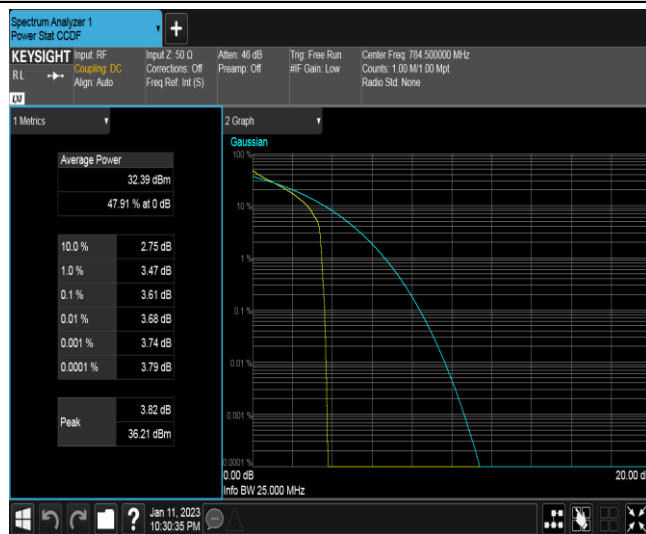 Spectrum Analyzer 1
Power Stat CCDF
+
KEYSIGHT
RL
LXI
Input: RF
Coupling: DC
Align: Auto
Input Z: 50 Ω
Corrections: Off
Freq Ref: Int (S)
Atten: 46 dB
Preamp: Off
Trig: Free Run
#IF Gain: Low
Center Freq: 784.500000 MHz
Counts: 1.00 M/1.00 Mpt
Radio Std: None
1 Metrics
Average Power
32.39 dBm
47.91 % at 0 dB
10.0 % 2.75 dB
1.0 % 3.47 dB
0.1 % 3.61 dB
0.01 % 3.68 dB
0.001 % 3.74 dB
0.0001 % 3.79 dB
Peak
3.82 dB
36.21 dBm
2 Graph
Gaussian
100 %
10 %
1 %
0.1 %
0.01 %
0.001 %
0.0001 %
0.00 dB
20.00 d
Info BW 25.000 MHz
?
Jan 11, 2023
10:30:35 PM